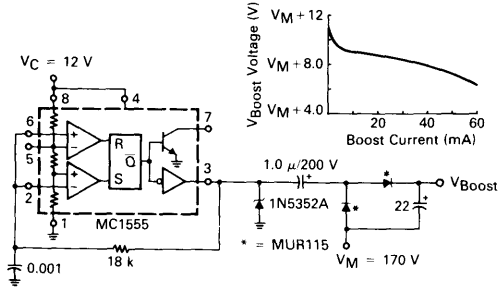 V_C = 12 V
8
4
6
5
2
+
−
+
−
R
S
Q̅
7
3
1
MC1555
18 k
0.001
1.0 μ/200 V
+
1N5352A
*
*
* = MUR115
22
+
V_Boost
V_M = 170 V
V_Boost Boost Voltage (V)
V_M + 12
V_M + 8.0
V_M + 4.0
0
20
40
60
Boost Current (mA)